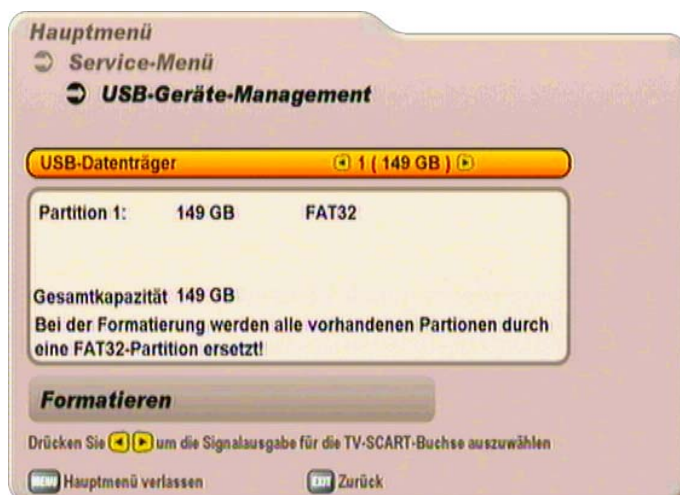 Hauptmenü
Service-Menü
USB-Geräte-Management
USB-Datenträger 1 ( 149 GB )
Partition 1: 149 GB FAT32
Gesamtkapazität 149 GB
Bei der Formatierung werden alle vorhandenen Partionen durch
eine FAT32-Partition ersetzt!
Formatieren
Drücken Sie um die Signalausgabe für die TV-SCART-Buchse auszuwählen
MENU Hauptmenü verlassen EXIT Zurück